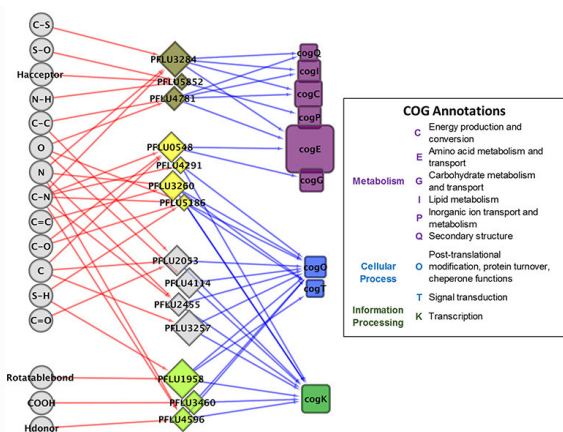 C-S
S-O
Hacceptor
N-H
C-C
O
N
C-N
C=C
C-O
C
S-H
C=O
Rotatablebond
COOH
Hdonor
PFLU3284
PFLU5852
PFLU4781
PFLU0548
PFLU4291
PFLU3260
PFLU5186
PFLU2053
PFLU4114
PFLU2455
PFLU3257
PFLU1958
PFLU3460
PFLU4596
cogQ
cogI
cogC
cogP
cogE
cogG
cogO
cogT
cogK
COG Annotations
Metabolism
C Energy production and
conversion
E Amino acid metabolism and
transport
G Carbohydrate metabolism
and transport
I Lipid metabolism
P Inorganic ion transport and
metabolism
Q Secondary structure
Cellular
Process
Post-translational
O modification, protein turnover,
cheperone functions
T Signal transduction
Information
Processing
K Transcription